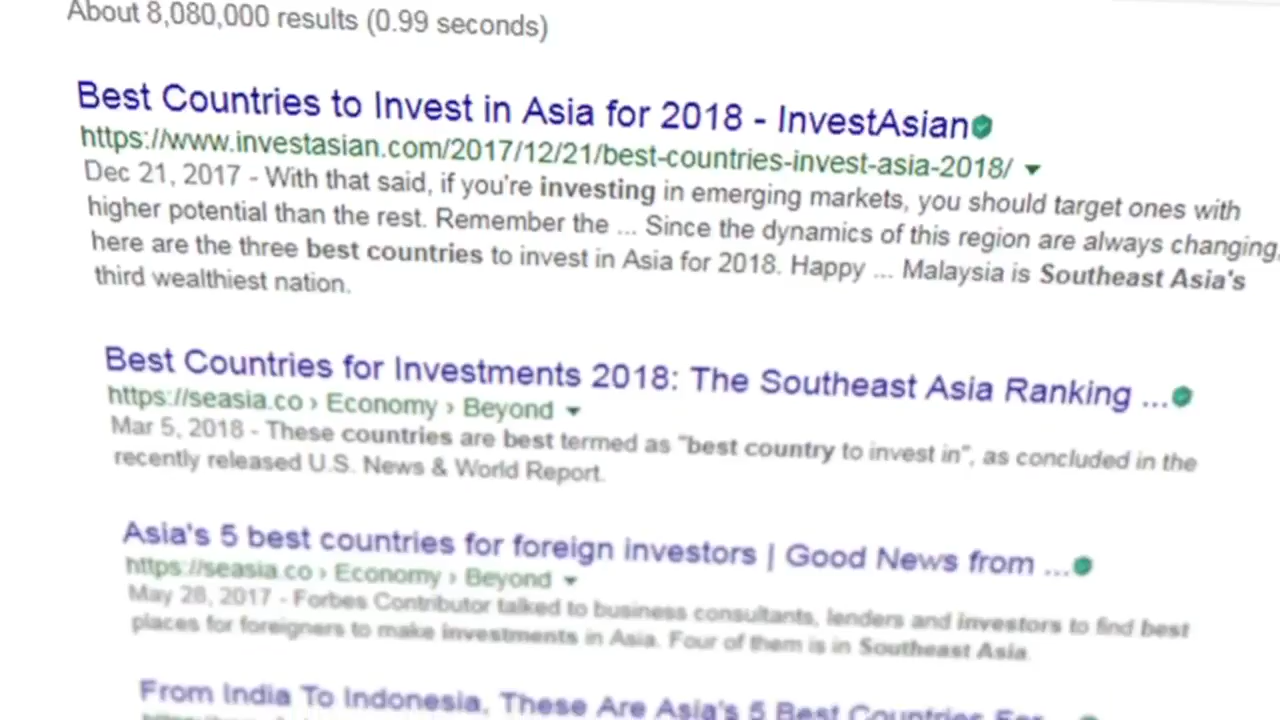 About 8,080,000 results (0.99 seconds)
Best Countries to Invest in Asia for 2018 - InvestAsian
https://www.investasian.com/2017/12/21/best-countries-invest-asia-2018/
Dec 21, 2017 - With that said, if you're investing in emerging markets, you should target ones with
higher potential than the rest. Remember the ... Since the dynamics of this region are always changing,
here are the three best countries to invest in Asia for 2018. Happy ... Malaysia is Southeast Asia's
third wealthiest nation.
Best Countries for Investments 2018: The Southeast Asia Ranking ...
https://seasia.co › Economy › Beyond
Mar 5, 2018 - These countries are best termed as "best country to invest in", as concluded in the
recently released U.S. News & World Report.
Asia's 5 best countries for foreign investors | Good News from ...
https://seasia.co › Economy › Beyond
May 28, 2017 - Forbes Contributor talked to business consultants, lenders and investors to find best
places for foreigners to make investments in Asia. Four of them is in Southeast Asia.
From India To Indonesia, These Are Asia's 5 Best Countries For